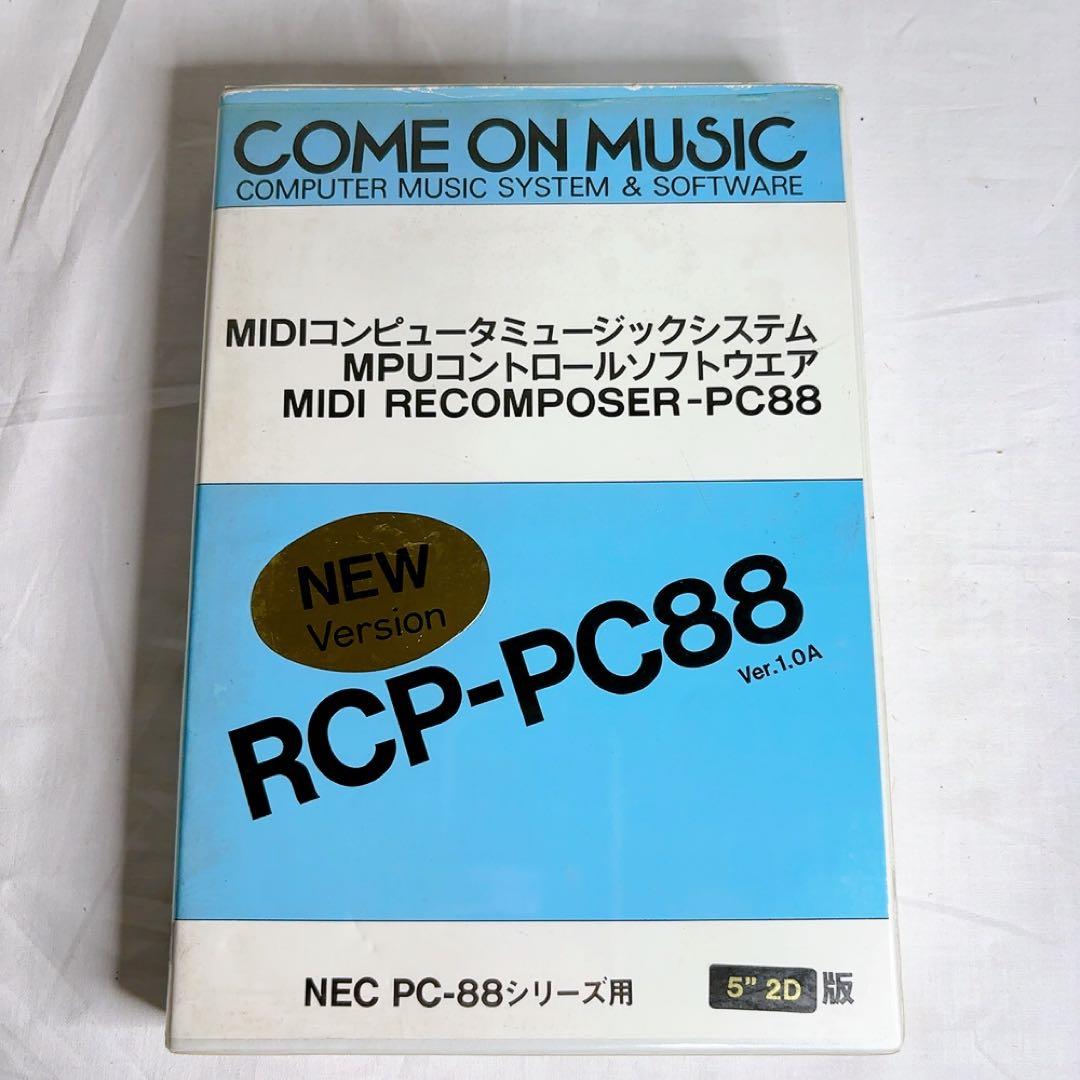 COME ON MUSIC
COMPUTER MUSIC SYSTEM & SOFTWARE
MIDIコンピュータミュージックシステム
MPUコントロールソフトウエア
MIDI RECOMPOSER-PC88
NEW
Version
RCP-PC88
Ver.1.0A
NEC PC-88シリーズ用
5" 2D 版